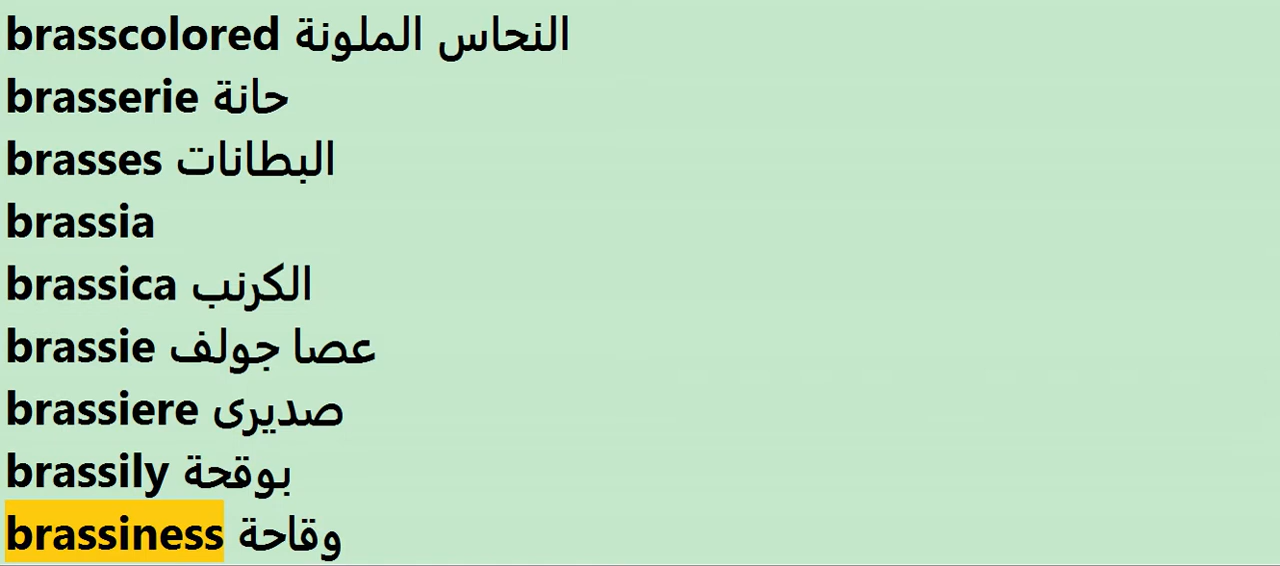 brasscolored النحاس الملونة
brasserie حانة
brasses البطانات
brassia
brassica الكرنب
brassie عصا جولف
brassiere صديرى
brassily بوقحة
brassiness وقاحة